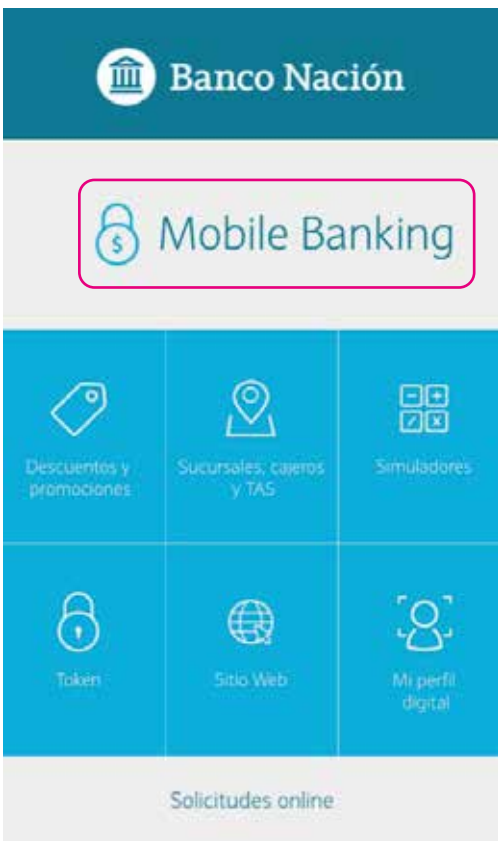 Banco Nación
$ Mobile Banking
Descuentos y
promociones
Sucursales, cajeros
y TAS
Simuladores
Token
Sitio Web
Mi perfil
digital
Solicitudes online